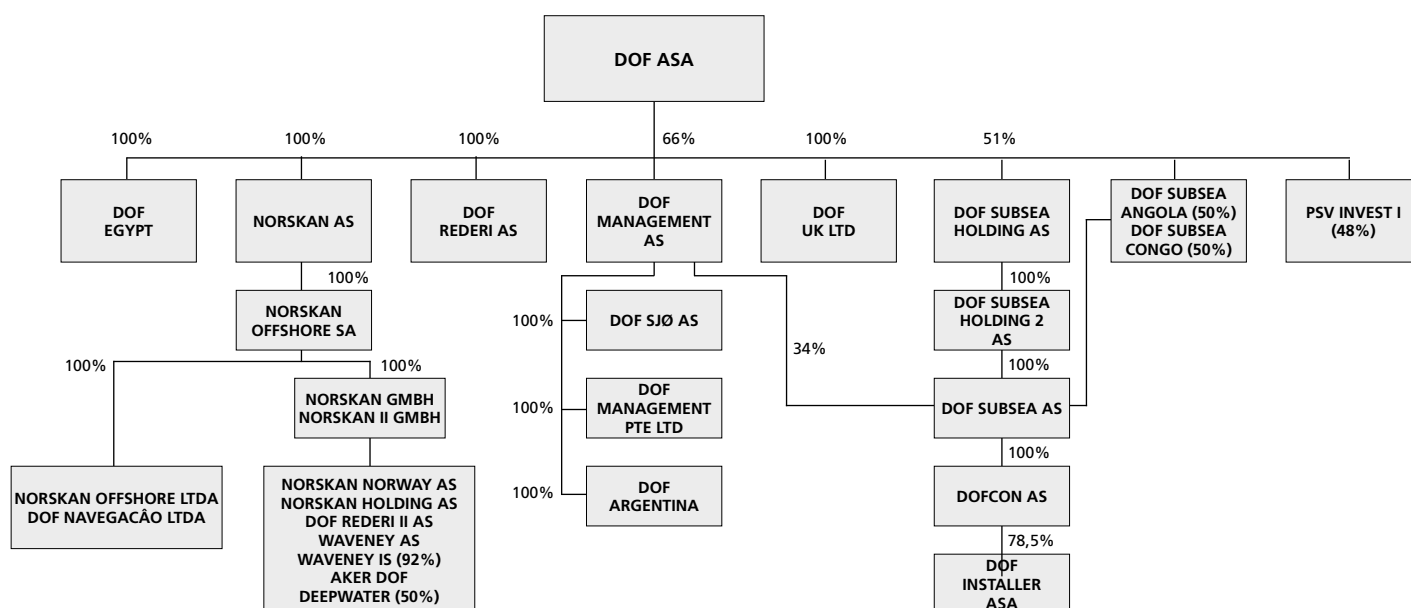 DOF ASA
100%
100%
100%
66%
100%
51%
DOF
EGYPT
NORSKAN AS
DOF
REDERI AS
DOF
MANAGEMENT
AS
DOF
UK LTD
DOF SUBSEA
HOLDING AS
DOF SUBSEA
ANGOLA (50%)
DOF SUBSEA
CONGO (50%)
PSV INVEST I
(48%)
100%
100%
NORSKAN
OFFSHORE SA
100%
DOF SJØ AS
DOF SUBSEA
HOLDING 2
AS
34%
100%
100%
100%
NORSKAN GMBH
NORSKAN II GMBH
100%
DOF
MANAGEMENT
PTE LTD
DOF SUBSEA AS
100%
NORSKAN OFFSHORE LTDA
DOF NAVEGACÂO LTDA
NORSKAN NORWAY AS
NORSKAN HOLDING AS
DOF REDERI II AS
WAVENEY AS
WAVENEY IS (92%)
AKER DOF
DEEPWATER (50%)
100%
DOF
ARGENTINA
DOFCON AS
78,5%
DOF
INSTALLER
ASA